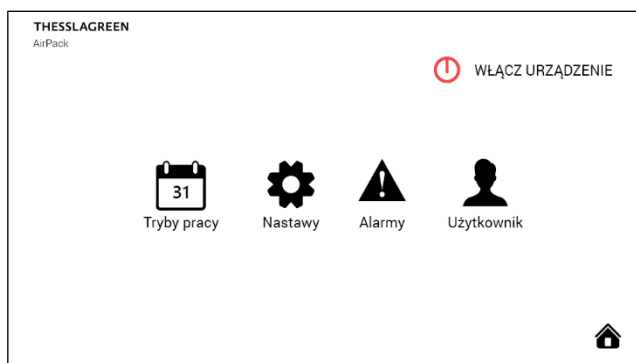 THESSLAGREEN
AirPack
WŁĄCZ URZĄDZENIE
31
Tryby pracy
Nastawy
Alarmy
Użytkownik